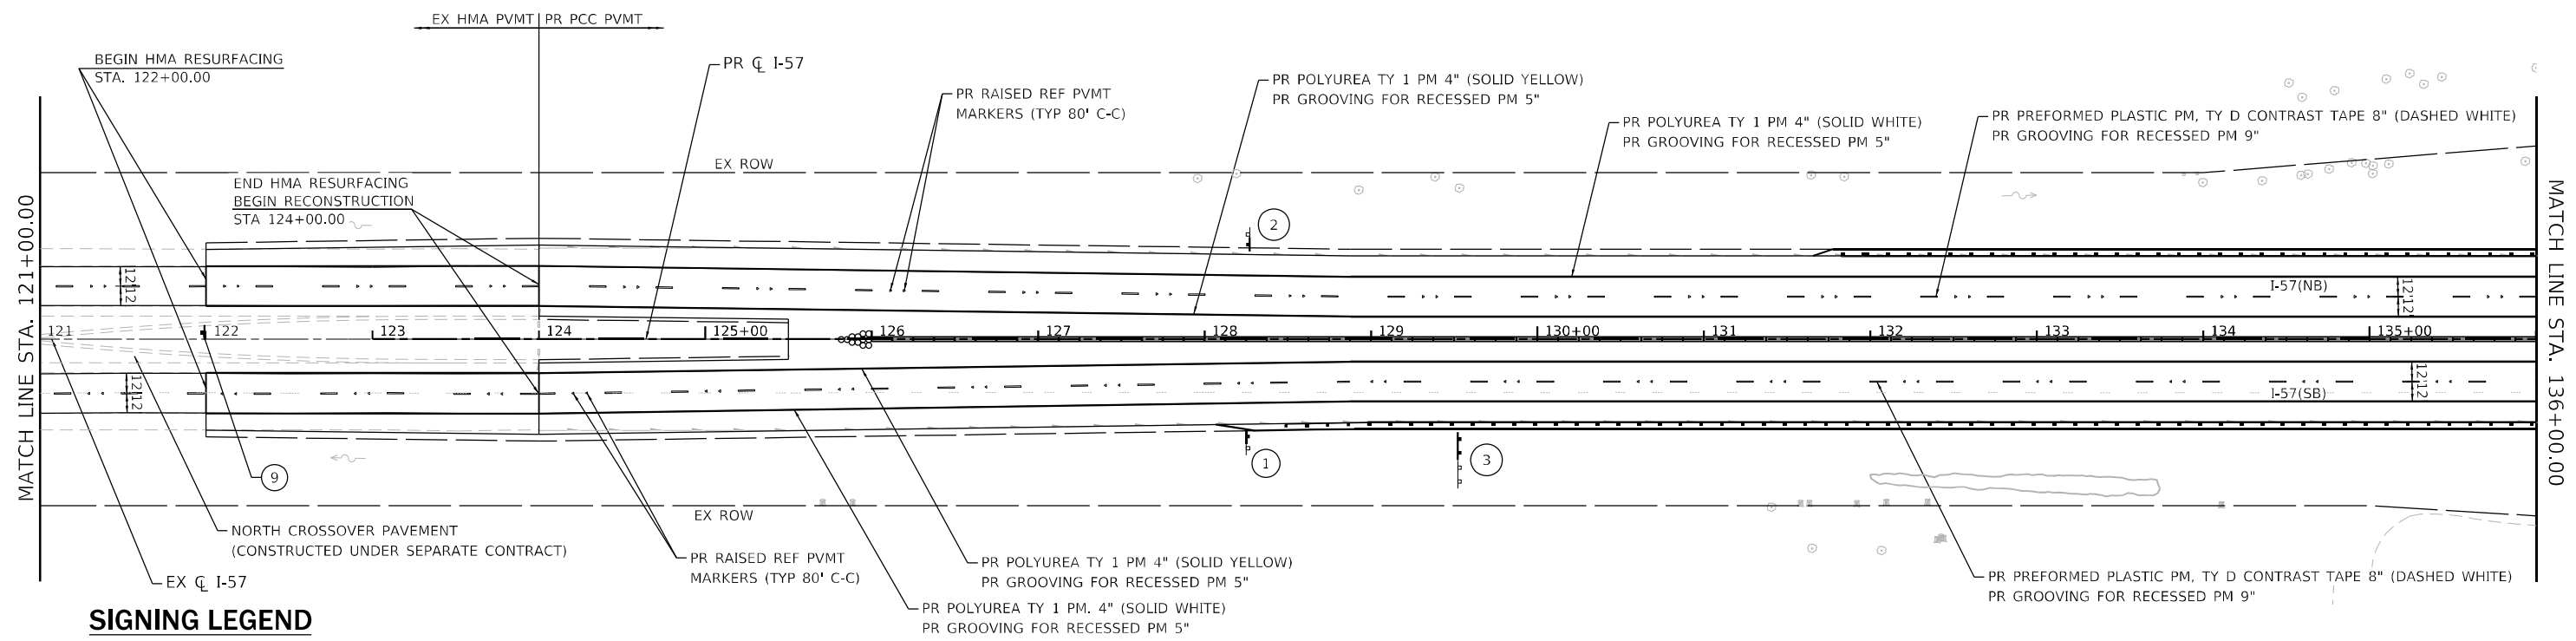 EX HMA PVMT PR PCC PVMT
BEGIN HMA RESURFACING
STA. 122+00.00
PR ℄ I-57
PR RAISED REF PVMT
MARKERS (TYP 80' C-C)
PR POLYUREA TY 1 PM 4" (SOLID YELLOW)
PR GROOVING FOR RECESSED PM 5"
PR POLYUREA TY 1 PM 4" (SOLID WHITE)
PR GROOVING FOR RECESSED PM 5"
PR PREFORMED PLASTIC PM, TY D CONTRAST TAPE 8" (DASHED WHITE)
PR GROOVING FOR RECESSED PM 9"
EX ROW
END HMA RESURFACING
BEGIN RECONSTRUCTION
STA 124+00.00
MATCH LINE STA. 121+00.00
MATCH LINE STA. 136+00.00
2
12'
12'
I-57(NB)
12'
12'
121 122 123 124 125+00 126 127 128 129 130+00 131 132 133 134 135+00
12'
12'
I-57(SB)
12'
12'
9
1
3
NORTH CROSSOVER PAVEMENT
(CONSTRUCTED UNDER SEPARATE CONTRACT)
EX ROW
EX ℄ I-57
PR RAISED REF PVMT
MARKERS (TYP 80' C-C)
PR POLYUREA TY 1 PM 4" (SOLID YELLOW)
PR GROOVING FOR RECESSED PM 5"
PR POLYUREA TY 1 PM. 4" (SOLID WHITE)
PR GROOVING FOR RECESSED PM 5"
PR PREFORMED PLASTIC PM, TY D CONTRAST TAPE 8" (DASHED WHITE)
PR GROOVING FOR RECESSED PM 9"
SIGNING LEGEND